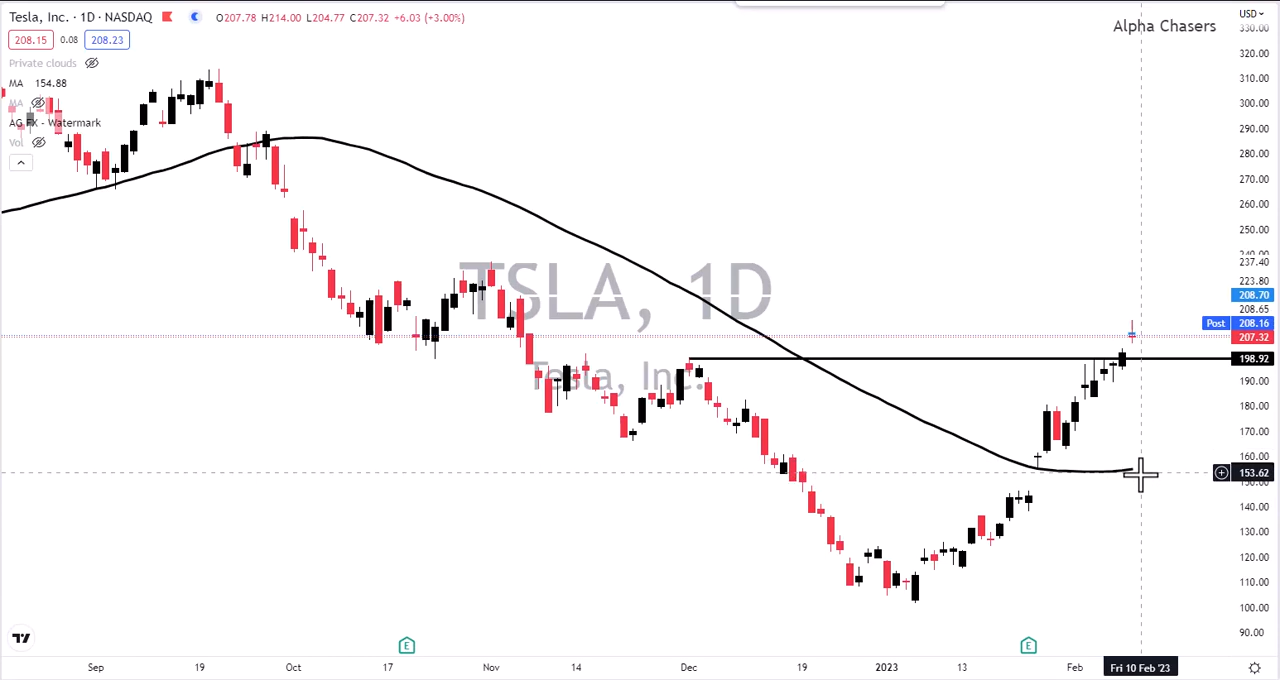 Tesla, Inc. · 1D · NASDAQ O207.78 H214.00 L204.77 C207.32 +6.03 (+3.00%)
208.15 0.08 208.23
Private clouds
MA 154.88
MA
AG FX - Watermark
Vol
Alpha Chasers
USD
330.00
320.00
310.00
300.00
290.00
280.00
270.00
260.00
250.00
240.00
237.40
223.80
208.70
208.65
Post 208.16
207.32
198.92
190.00
180.00
170.00
160.00
153.62
150.00
140.00
130.00
120.00
110.00
100.00
90.00
TSLA, 1D
Tesla, Inc.
E E
Sep 19 Oct 17 Nov 14 Dec 19 2023 13 Feb Fri 10 Feb '23